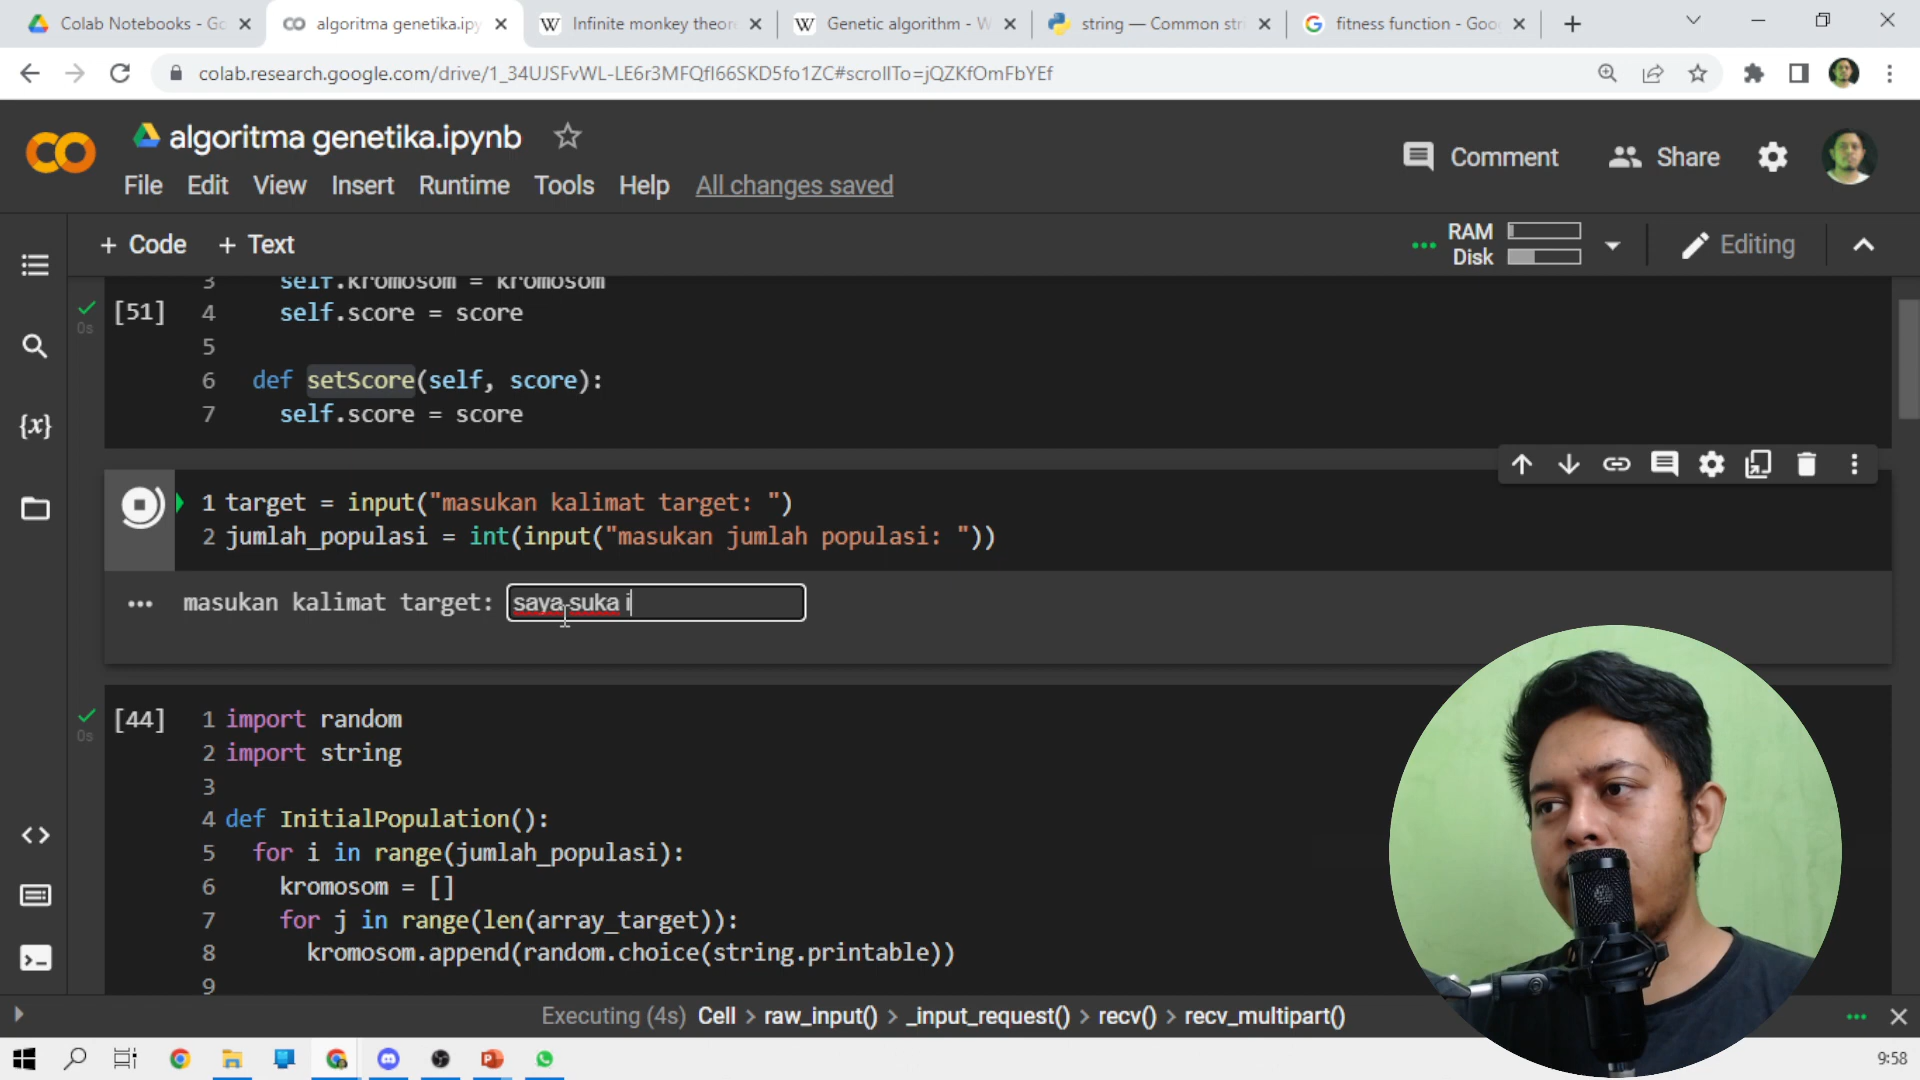 Colab Notebooks - Go
algoritma genetika.ipy
Infinite monkey theore
Genetic algorithm - W
string — Common str
fitness function - Goo
colab.research.google.com/drive/1_34UJSFvWL-LE6r3MFQfI66SKD5fo1ZC#scrollTo=jQZKfOmFbYEf
algoritma genetika.ipynb
Comment
Share
File Edit View Insert Runtime Tools Help All changes saved
+ Code + Text
RAM
Disk
Editing
3 self.kromosom = kromosom
[51] 4 self.score = score
0s
5
6 def setScore(self, score):
7 self.score = score
1 target = input("masukan kalimat target: ")
2 jumlah_populasi = int(input("masukan jumlah populasi: "))
masukan kalimat target: saya suka i
[44] 1 import random
0s
2 import string
3
4 def InitialPopulation():
5 for i in range(jumlah_populasi):
6 kromosom = []
7 for j in range(len(array_target)):
8 kromosom.append(random.choice(string.printable))
9
Executing (4s) Cell > raw_input() > _input_request() > recv() > recv_multipart()
9:58